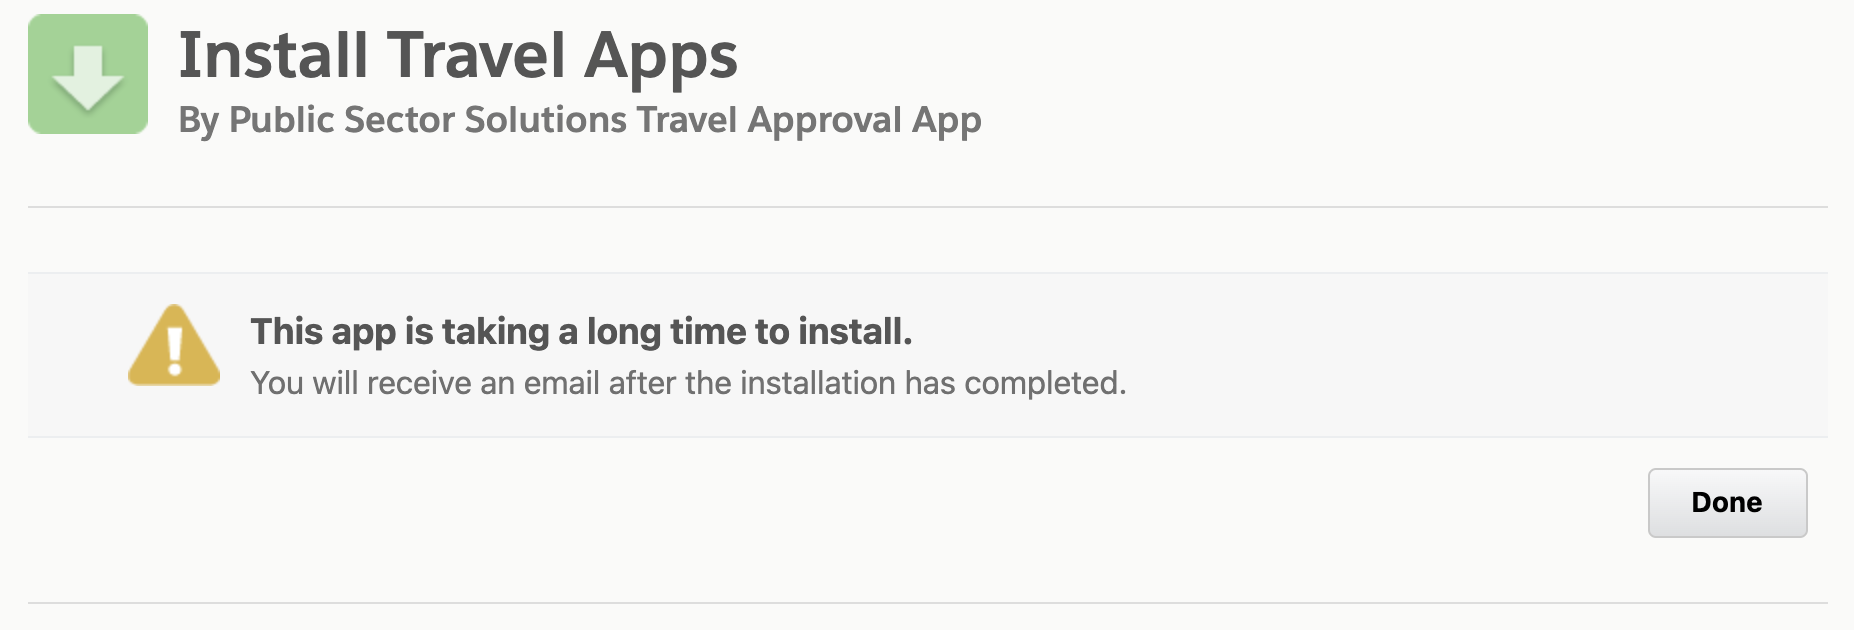 Install Travel Apps
By Public Sector Solutions Travel Approval App
This app is taking a long time to install.
You will receive an email after the installation has completed.
Done